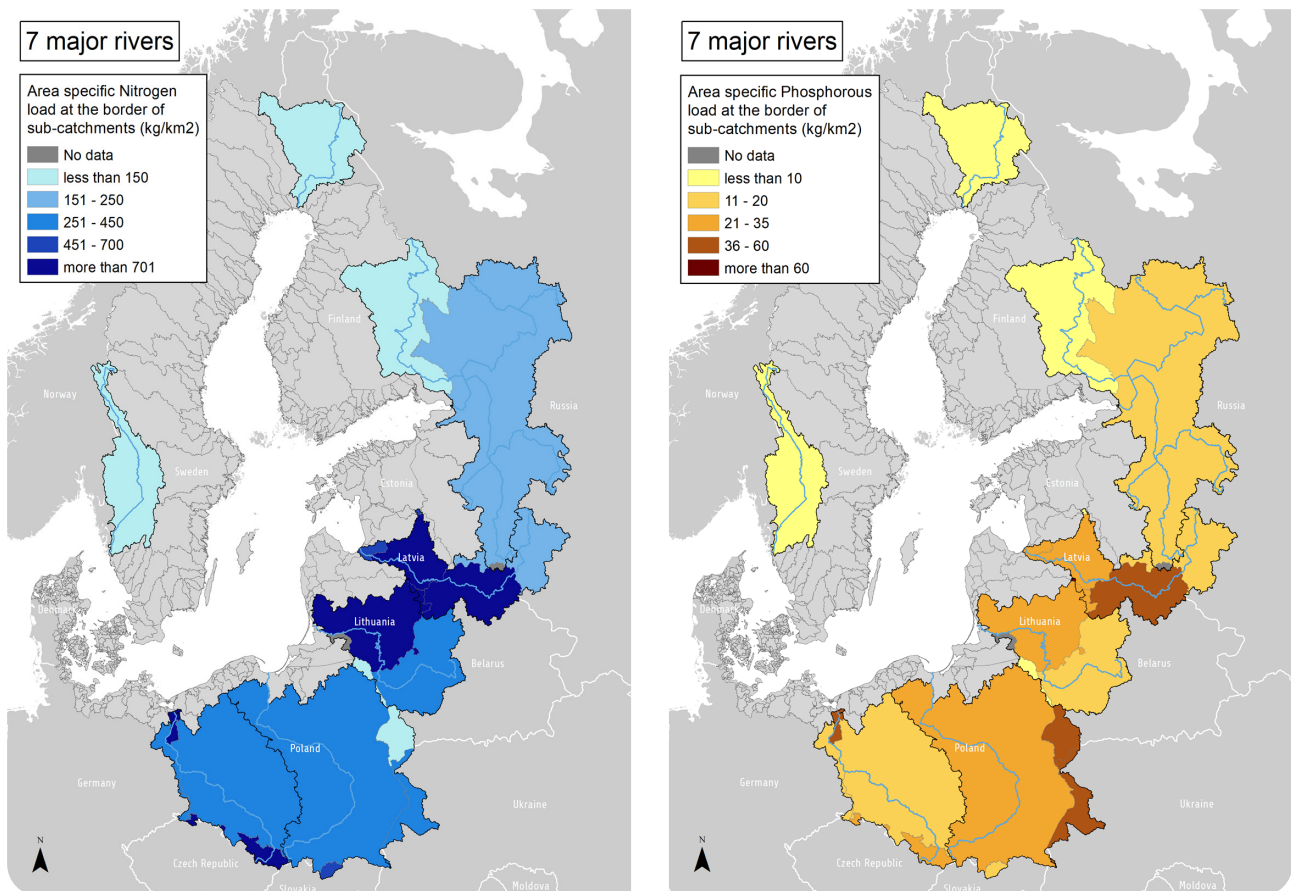 7 major rivers
Area specific Nitrogen
load at the border of
sub-catchments (kg/km2)
No data
less than 150
151 - 250
251 - 450
451 - 700
more than 701
Finland
Norway
Russia
Sweden
Estonia
Latvia
Denmark
Lithuania
Belarus
Poland
Germany
Ukraine
N
Czech Republic
Slovakia
Moldova
7 major rivers
Area specific Phosphorous
load at the border of
sub-catchments (kg/km2)
No data
less than 10
11 - 20
21 - 35
36 - 60
more than 60
Finland
Norway
Russia
Sweden
Estonia
Latvia
Denmark
Lithuania
Belarus
Poland
Germany
Ukraine
N
Czech Republic
Slovakia
Moldova